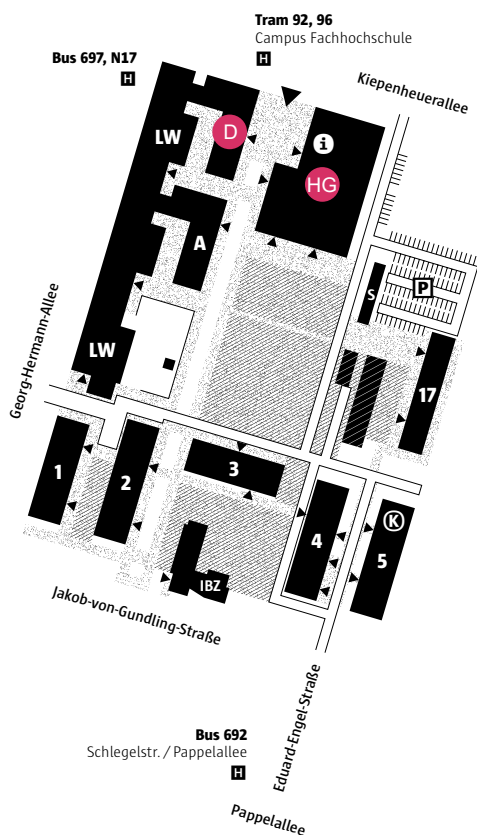 Tram 92, 96
Campus Fachhochschule
H
Bus 697, N17
H
Kiepenheuerallee
LW
D
i
HG
A
S
P
LW
Georg-Hermann-Allee
17
1
2
3
4
K
5
IBZ
Jakob-von-Gundling-Straße
Eduard-Engel-Straße
Bus 692
Schlegelstr. / Pappelallee
H
Pappelallee